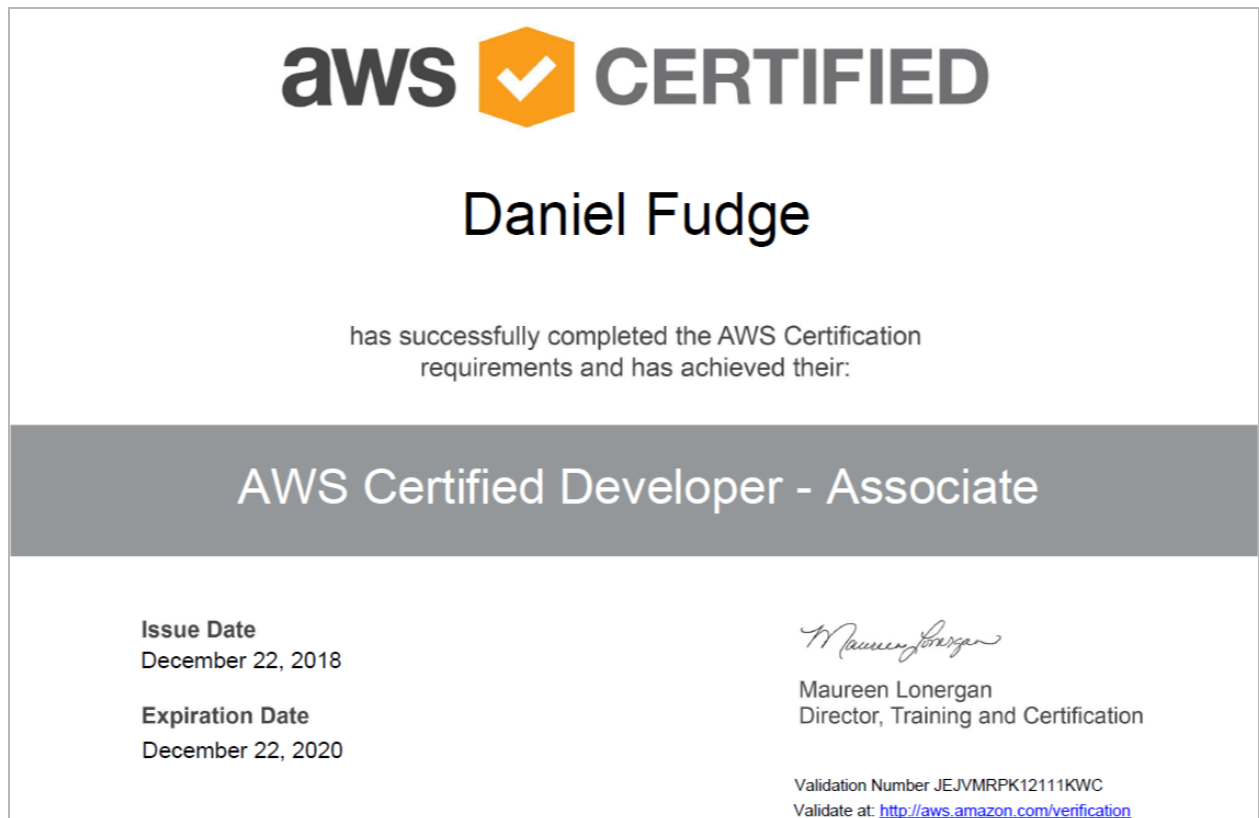 aws CERTIFIED
Daniel Fudge
has successfully completed the AWS Certification
requirements and has achieved their:
AWS Certified Developer - Associate
Issue Date
December 22, 2018
Expiration Date
December 22, 2020
Maureen Lonergan
Maureen Lonergan
Director, Training and Certification
Validation Number JEJVMRPK12111KWC
Validate at: http://aws.amazon.com/verification